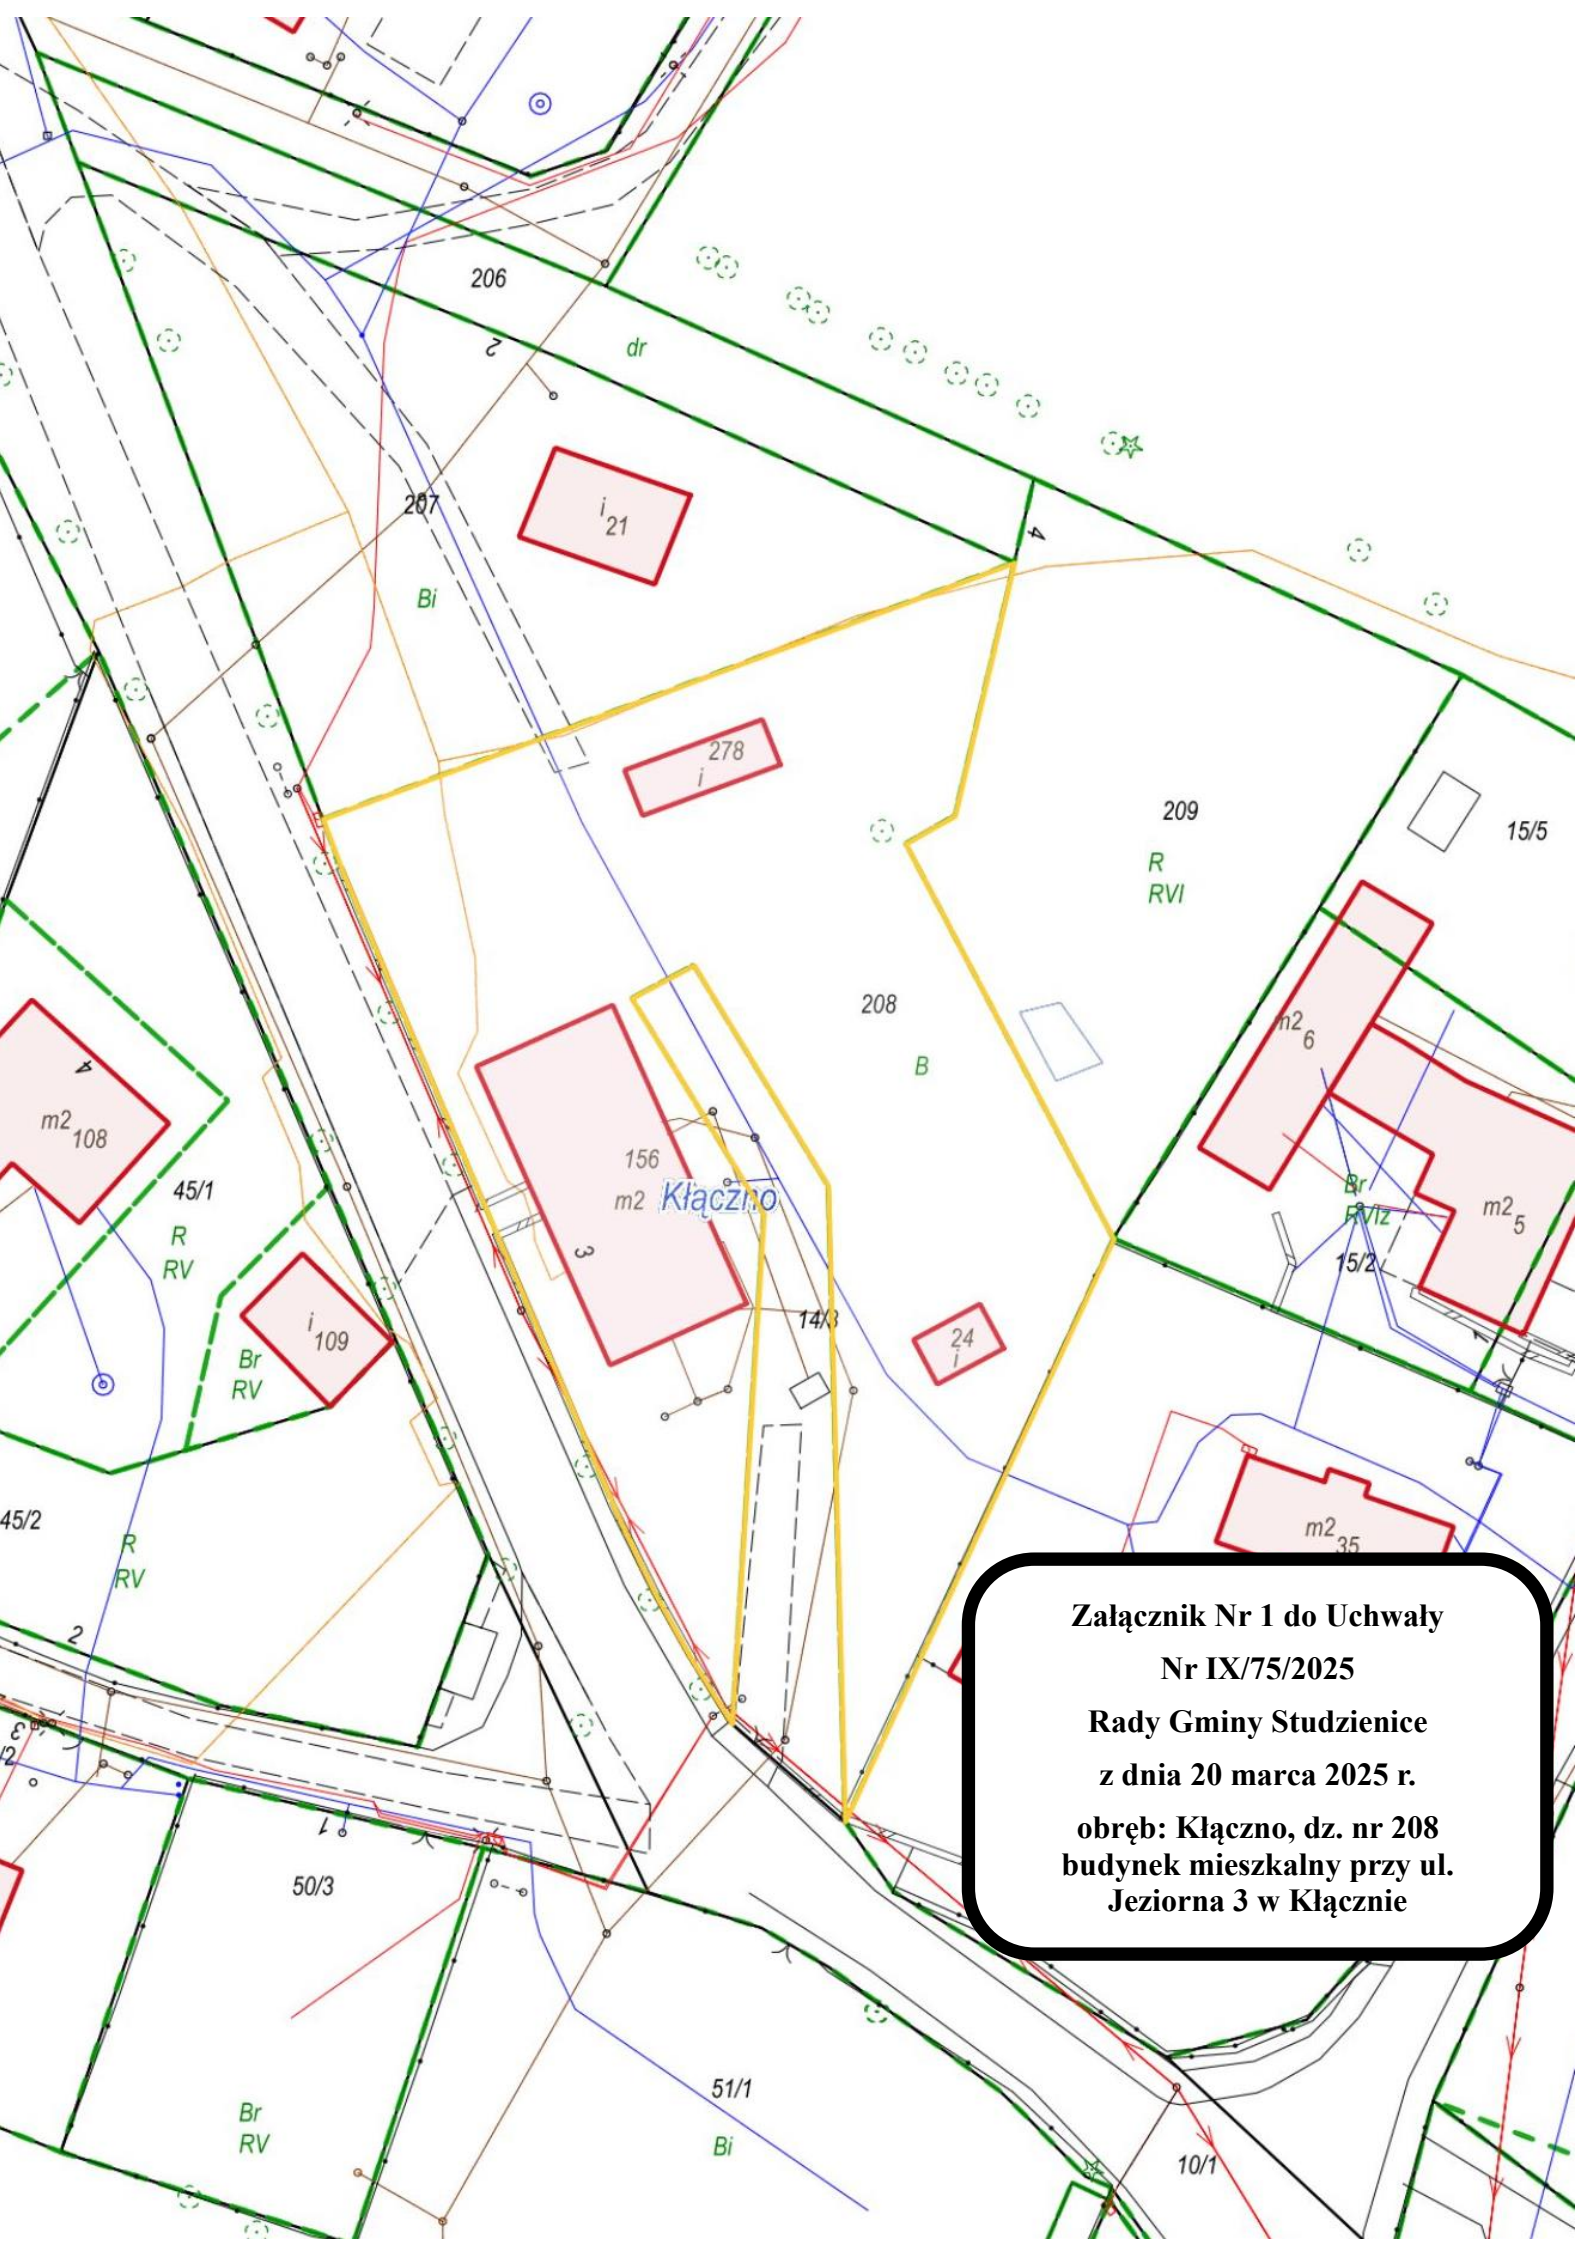 206
2
dr
207
i
21
4
Bi
278
i
209
15/5
R
RVI
208
B
m2
6
4
m2
108
156
m2
Kłączno
3
45/1
R
RV
Br
RVIz
m2
5
15/2
i
109
14/3
24
i
1
Br
RV
45/2
R
RV
m2
35
2
3
/2
1
50/3
Załącznik Nr 1 do Uchwały
Nr IX/75/2025
Rady Gminy Studzienice
z dnia 20 marca 2025 r.
obręb: Kłączno, dz. nr 208
budynek mieszkalny przy ul.
Jeziorna 3 w Kłącznie
51/1
Br
RV
Bi
10/1